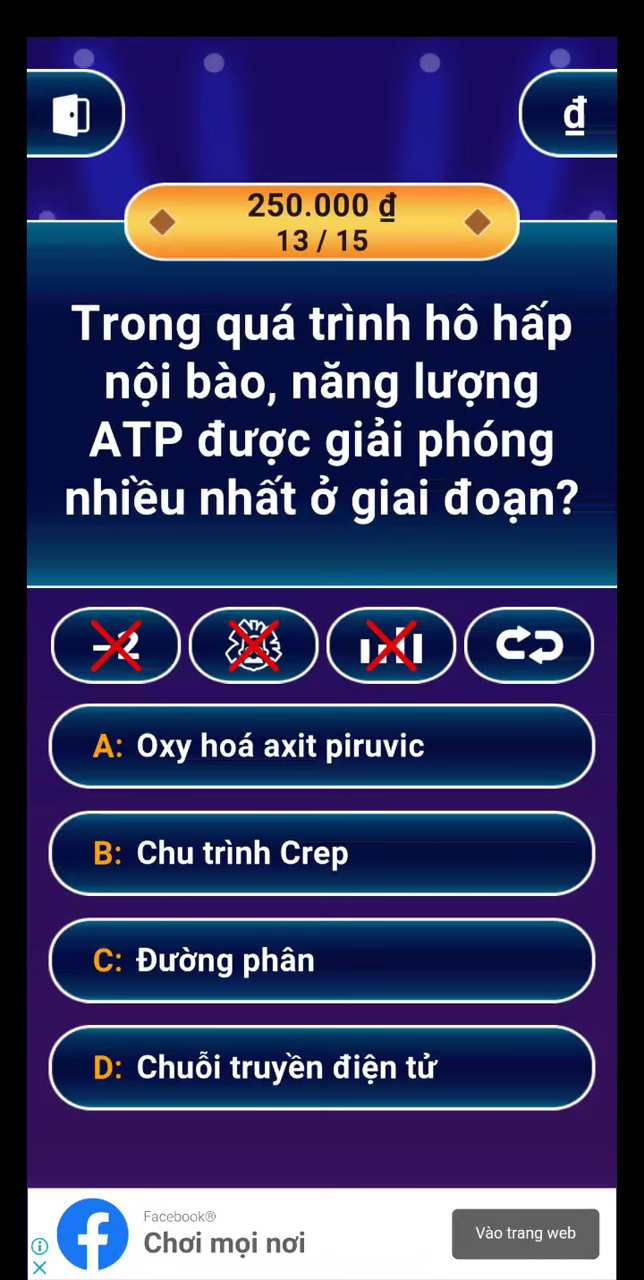 đ
250.000 đ
13 / 15
Trong quá trình hô hấp
nội bào, năng lượng
ATP được giải phóng
nhiều nhất ở giai đoạn?
-2
A: Oxy hoá axit piruvic
B: Chu trình Crep
C: Đường phân
D: Chuỗi truyền điện tử
Facebook®
Chơi mọi nơi
Vào trang web